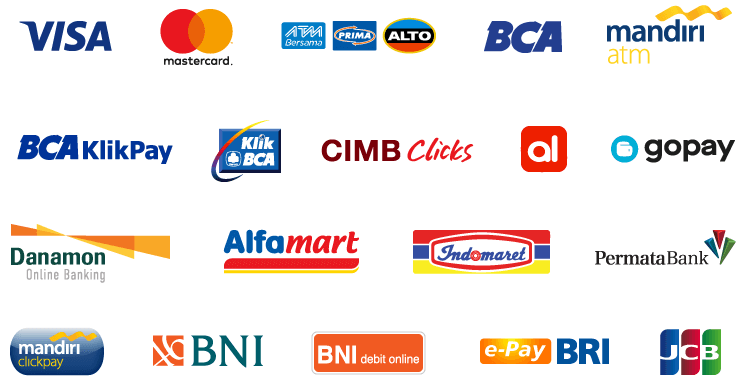 VISA
mastercard.
ATM
Bersama
PRIMA
ALTO
BCA
mandiri
atm
BCA KlikPay
Klik
BCA
CIMB Clicks
al
gopay
Danamon
Online Banking
Alfamart
Indomaret
PermataBank
mandiri
clickpay
BNI
BNI debit online
e-Pay BRI
JCB